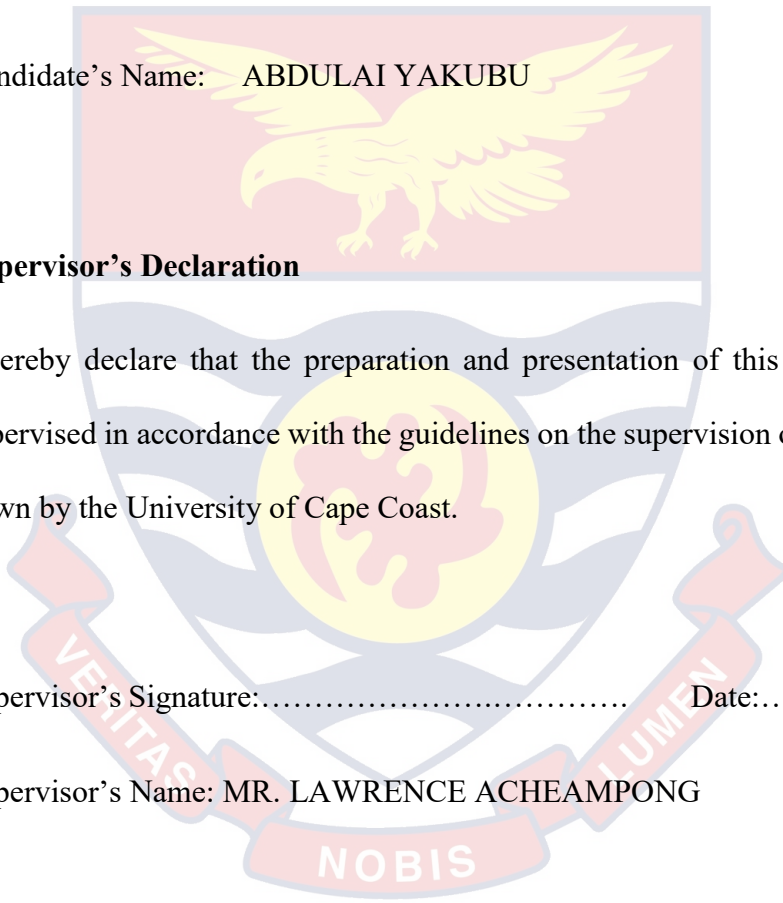 ndidate’s Name: ABDULAI YAKUBU
pervisor’s Declaration
ereby declare that the preparation and presentation of this
pervised in accordance with the guidelines on the supervision o
wn by the University of Cape Coast.
pervisor’s Signature:…………………..…………. Date:…
pervisor’s Name: MR. LAWRENCE ACHEAMPONG
VERITAS NOBIS LUMEN